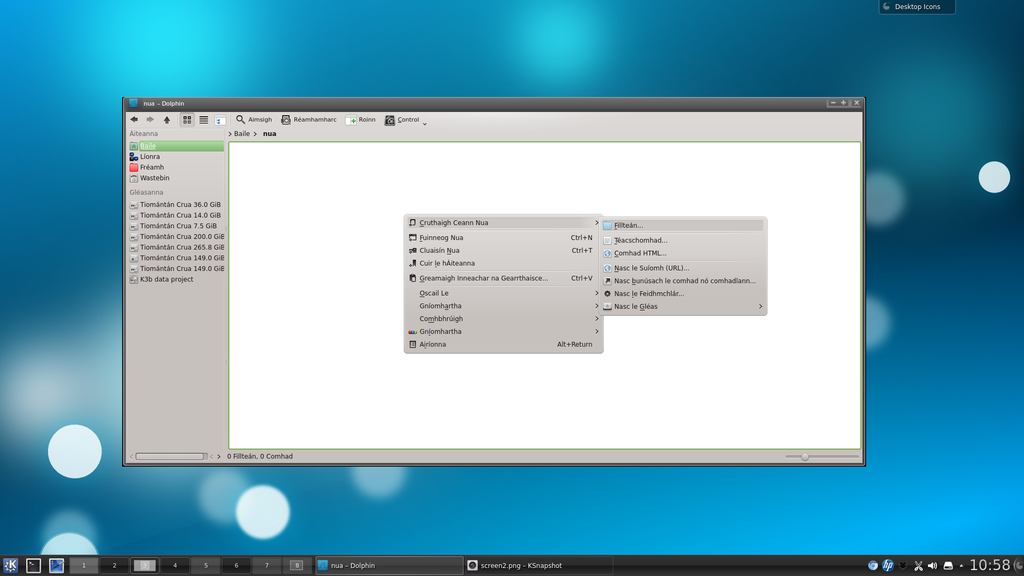 Desktop Icons
nua – Dolphin
Aimsigh
Réamhamharc
Roinn
Control
Áiteanna
Baile
nua
Baile
Líonra
Fréamh
Wastebin
Gléasanna
Tiomántán Crua 36.0 GiB
Tiomántán Crua 14.0 GiB
Tiomántán Crua 7.5 GiB
Tiomántán Crua 200.0 GiB
Tiomántán Crua 265.8 GiB
Tiomántán Crua 149.0 GiB
Tiomántán Crua 149.0 GiB
K3b data project
Cruthaigh Ceann Nua
Fuinneog Nua Ctrl+N
Cluaisín Nua Ctrl+T
Cuir le hÁiteanna
Greamaigh Inneachar na Gearrthaisce... Ctrl+V
Oscail Le
Gníomhartha
Comhbhrúigh
Gníomhartha
Airíonna Alt+Return
Fillteán...
Téacschomhad...
Comhad HTML...
Nasc le Suíomh (URL)...
Nasc bunúsach le comhad nó comhadlann...
Nasc le Feidhmchlár...
Nasc le Gléas
0 Fillteán, 0 Comhad
1 2 4 5 6 7 8
nua – Dolphin
screen2.png – KSnapshot
10:58